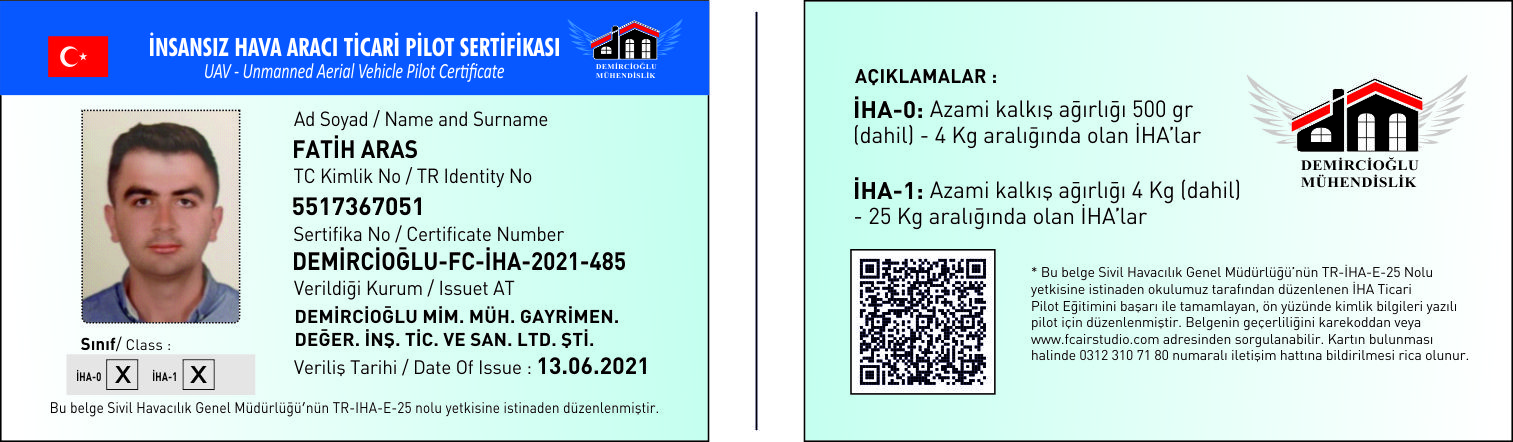 İNSANSIZ HAVA ARACI TİCARİ PİLOT SERTİFİKASI
UAV - Unmanned Aerial Vehicle Pilot Certificate
DEMİRCİOĞLU
MÜHENDİSLİK
Ad Soyad / Name and Surname
FATİH ARAS
TC Kimlik No / TR Identity No
5517367051
Sertifika No / Certificate Number
DEMİRCİOĞLU-FC-İHA-2021-485
Verildiği Kurum / Issuet AT
DEMİRCİOĞLU MİM. MÜH. GAYRİMEN.
DEĞER. İNŞ. TİC. VE SAN. LTD. ŞTİ.
Veriliş Tarihi / Date Of Issue : 13.06.2021
Sınıf/ Class :
İHA-0 X İHA-1 X
Bu belge Sivil Havacılık Genel Müdürlüğü'nün TR-IHA-E-25 nolu yetkisine istinaden düzenlenmiştir.
AÇIKLAMALAR :
İHA-0: Azami kalkış ağırlığı 500 gr
(dahil) - 4 Kg aralığında olan İHA'lar
İHA-1: Azami kalkış ağırlığı 4 Kg (dahil)
- 25 Kg aralığında olan İHA'lar
DEMİRCİOĞLU
MÜHENDİSLİK
* Bu belge Sivil Havacılık Genel Müdürlüğü'nün TR-İHA-E-25 Nolu
yetkisine istinaden okulumuz tarafından düzenlenen İHA Ticari
Pilot Eğitimini başarı ile tamamlayan, ön yüzünde kimlik bilgileri yazılı
pilot için düzenlenmiştir. Belgenin geçerliliğini karekoddan veya
www.fcairstudio.com adresinden sorgulanabilir. Kartın bulunması
halinde 0312 310 71 80 numaralı iletişim hattına bildirilmesi rica olunur.